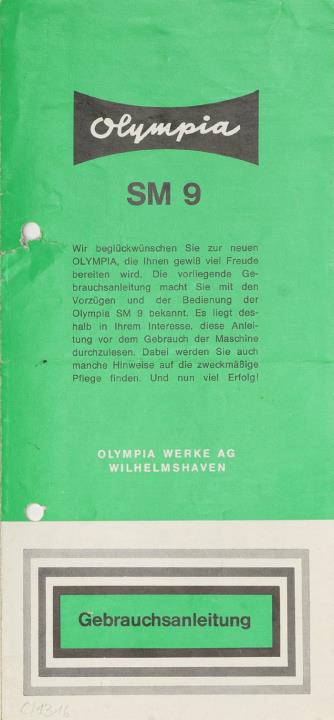 Olympia
SM 9
Wir beglückwünschen Sie zur neuen
OLYMPIA, die Ihnen gewiß viel Freude
bereiten wird. Die vorliegende Ge-
brauchsanleitung macht Sie mit den
Vorzügen und der Bedienung der
Olympia SM 9 bekannt. Es liegt des-
halb in Ihrem Interesse, diese Anlei-
tung vor dem Gebrauch der Maschine
durchzulesen. Dabei werden Sie auch
manche Hinweise auf die zweckmäßige
Pflege finden. Und nun viel Erfolg!
OLYMPIA WERKE AG
WILHELMSHAVEN
Gebrauchsanleitung